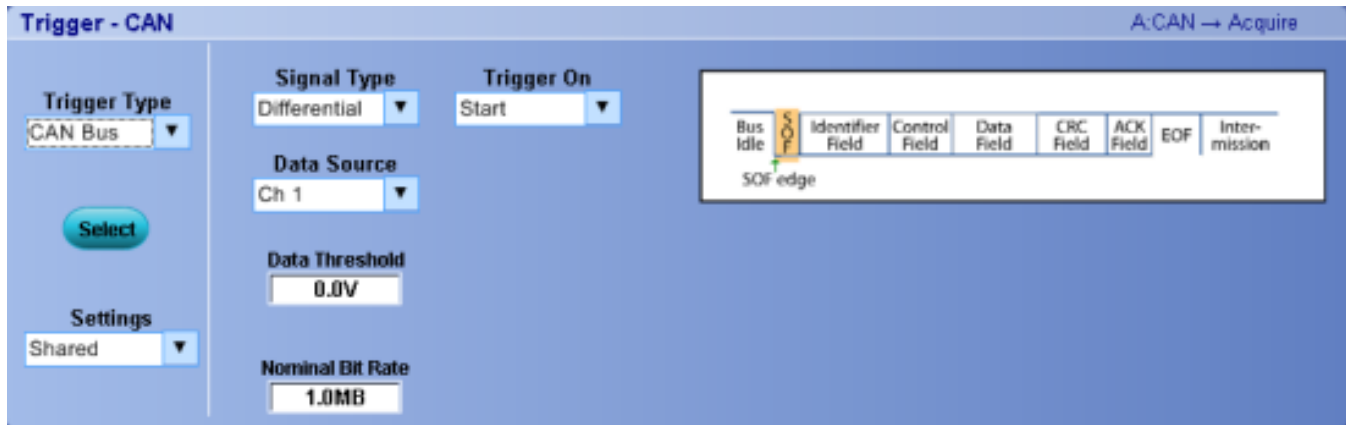 Trigger - CAN
A:CAN → Acquire
Trigger Type
CAN Bus
Select
Settings
Shared
Signal Type
Differential
Data Source
Ch 1
Data Threshold
0.0V
Nominal Bit Rate
1.0MB
Trigger On
Start
Bus Idle
SOF
Identifier Field
Control Field
Data Field
CRC Field
ACK Field
EOF
Inter-
mission
SOF edge